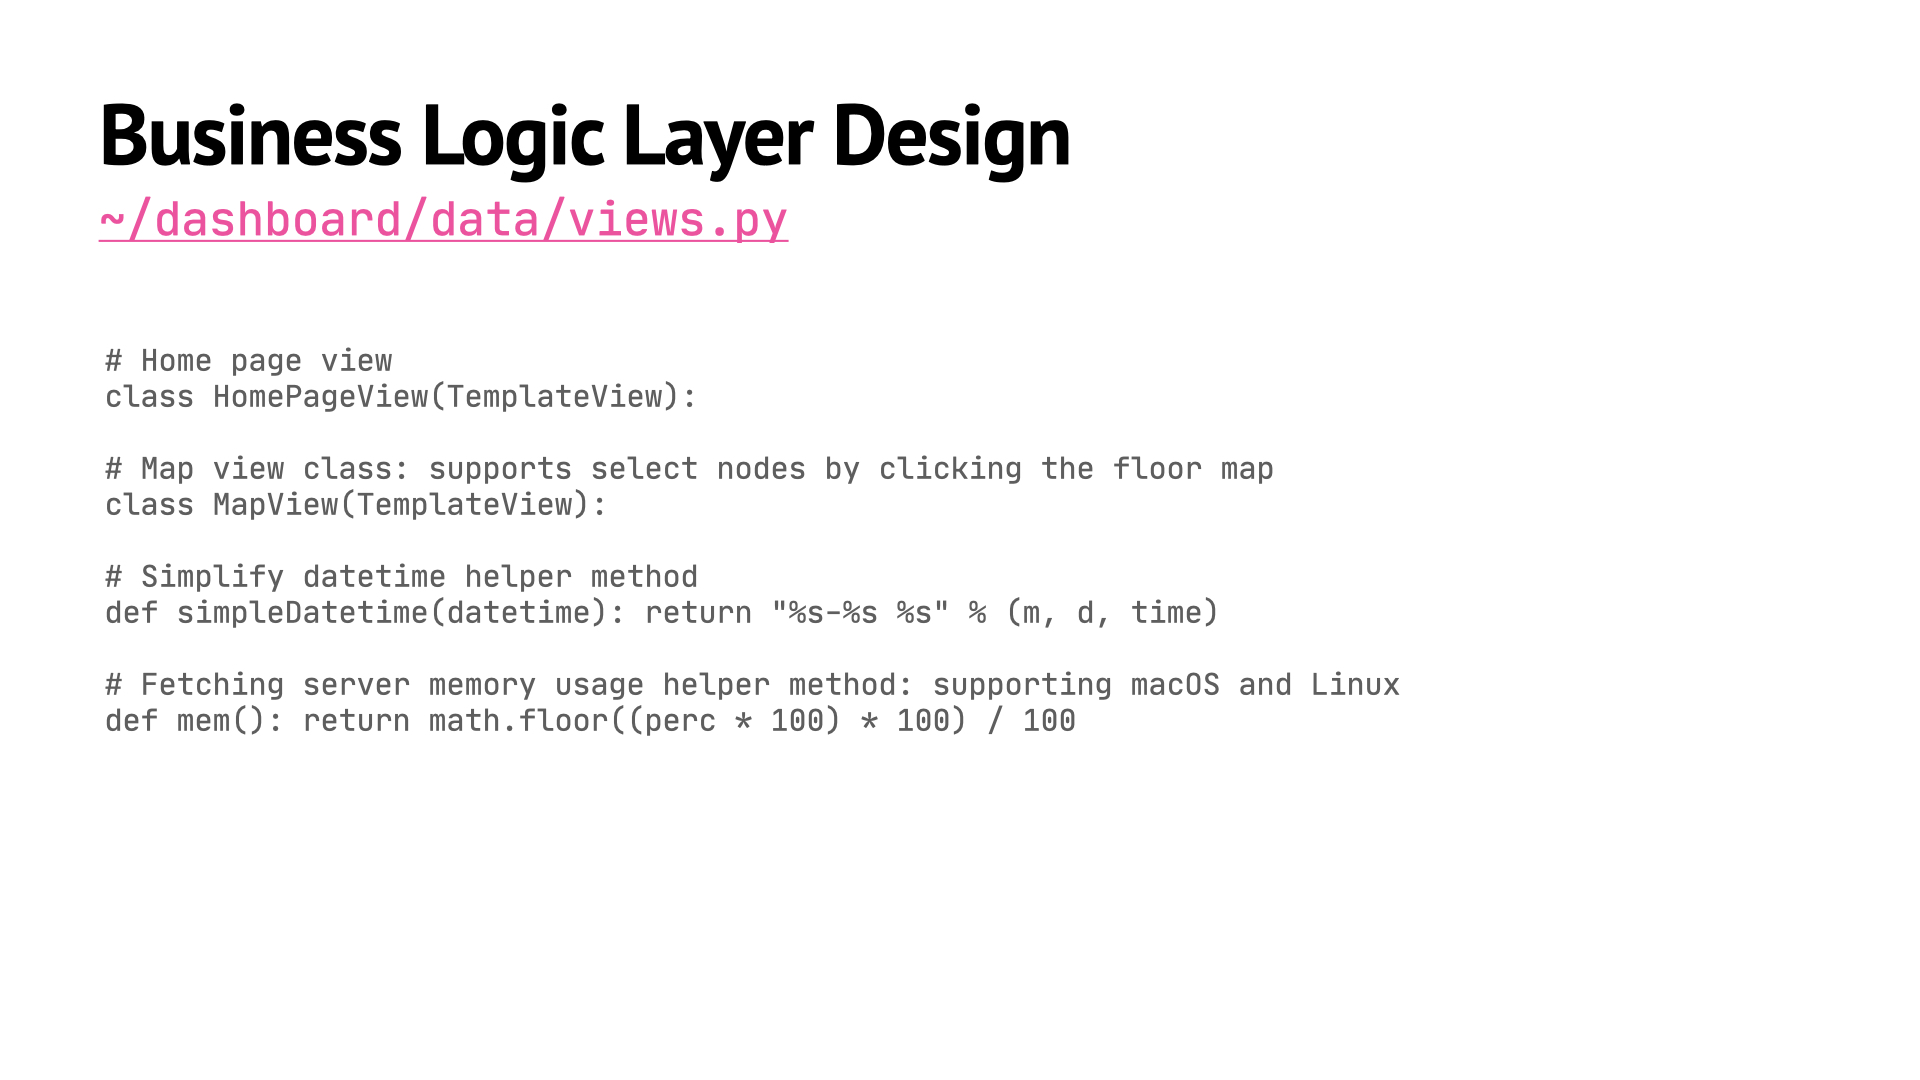 Business Logic Layer Design
~/dashboard/data/views.py
# Home page view
class HomePageView(TemplateView):
# Map view class: supports select nodes by clicking the floor map
class MapView(TemplateView):
# Simplify datetime helper method
def simpleDatetime(datetime): return "%s-%s %s" % (m, d, time)
# Fetching server memory usage helper method: supporting macOS and Linux
def mem(): return math.floor((perc * 100) * 100) / 100